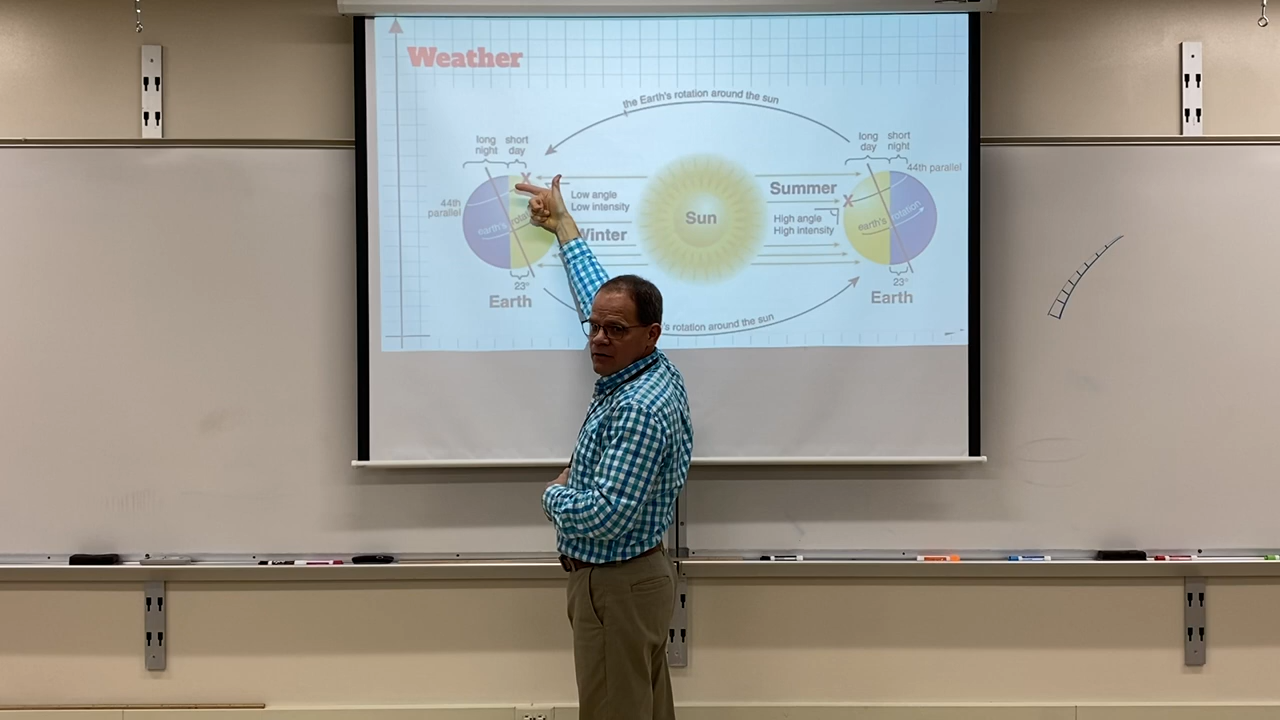 Weather
the Earth's rotation around the sun
long
night
short
day
44th
parallel
earth's
23°
Earth
Low angle
Low intensity
Winter
Sun
Summer
High angle
High intensity
long
day
short
night
44th parallel
X
X
earth's rotation
23°
Earth
rotation around the sun